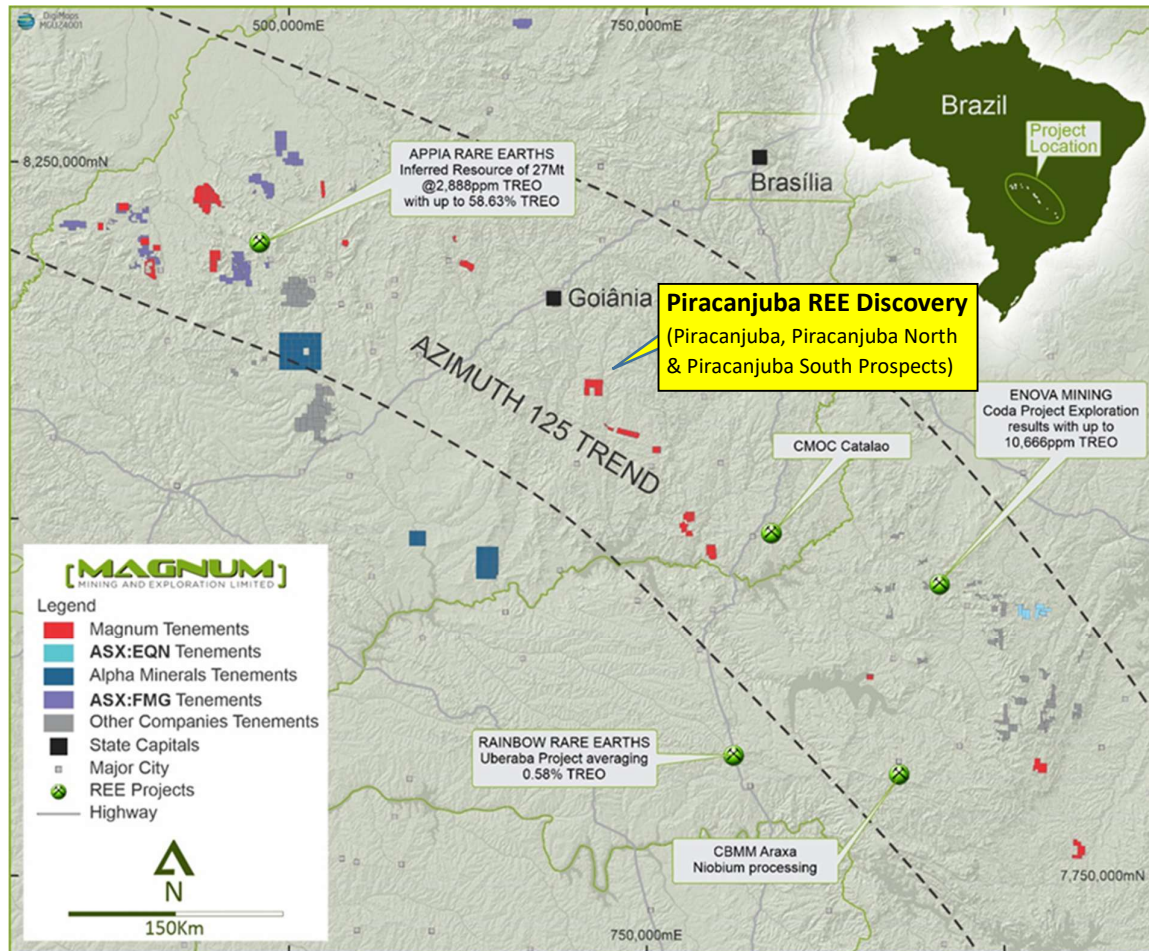 DigiMaps
MGU24001
500,000mE
750,000mE
8,250,000mN
APPIA RARE EARTHS
Inferred Resource of 27Mt
@2,888ppm TREO
with up to 58.63% TREO
Brasília
Brazil
Project
Location
Goiânia
Piracanjuba REE Discovery
(Piracanjuba, Piracanjuba North
& Piracanjuba South Prospects)
AZIMUTH 125 TREND
ENOVA MINING
Coda Project Exploration
results with up to
10,666ppm TREO
CMOC Catalao
[MAGNUM]
MINING AND EXPLORATION LIMITED
Legend
Magnum Tenements
ASX:EQN Tenements
Alpha Minerals Tenements
ASX:FMG Tenements
Other Companies Tenements
State Capitals
Major City
REE Projects
Highway
N
150Km
RAINBOW RARE EARTHS
Uberaba Project averaging
0.58% TREO
CBMM Araxa
Niobium processing
7,750,000mN
750,000mE